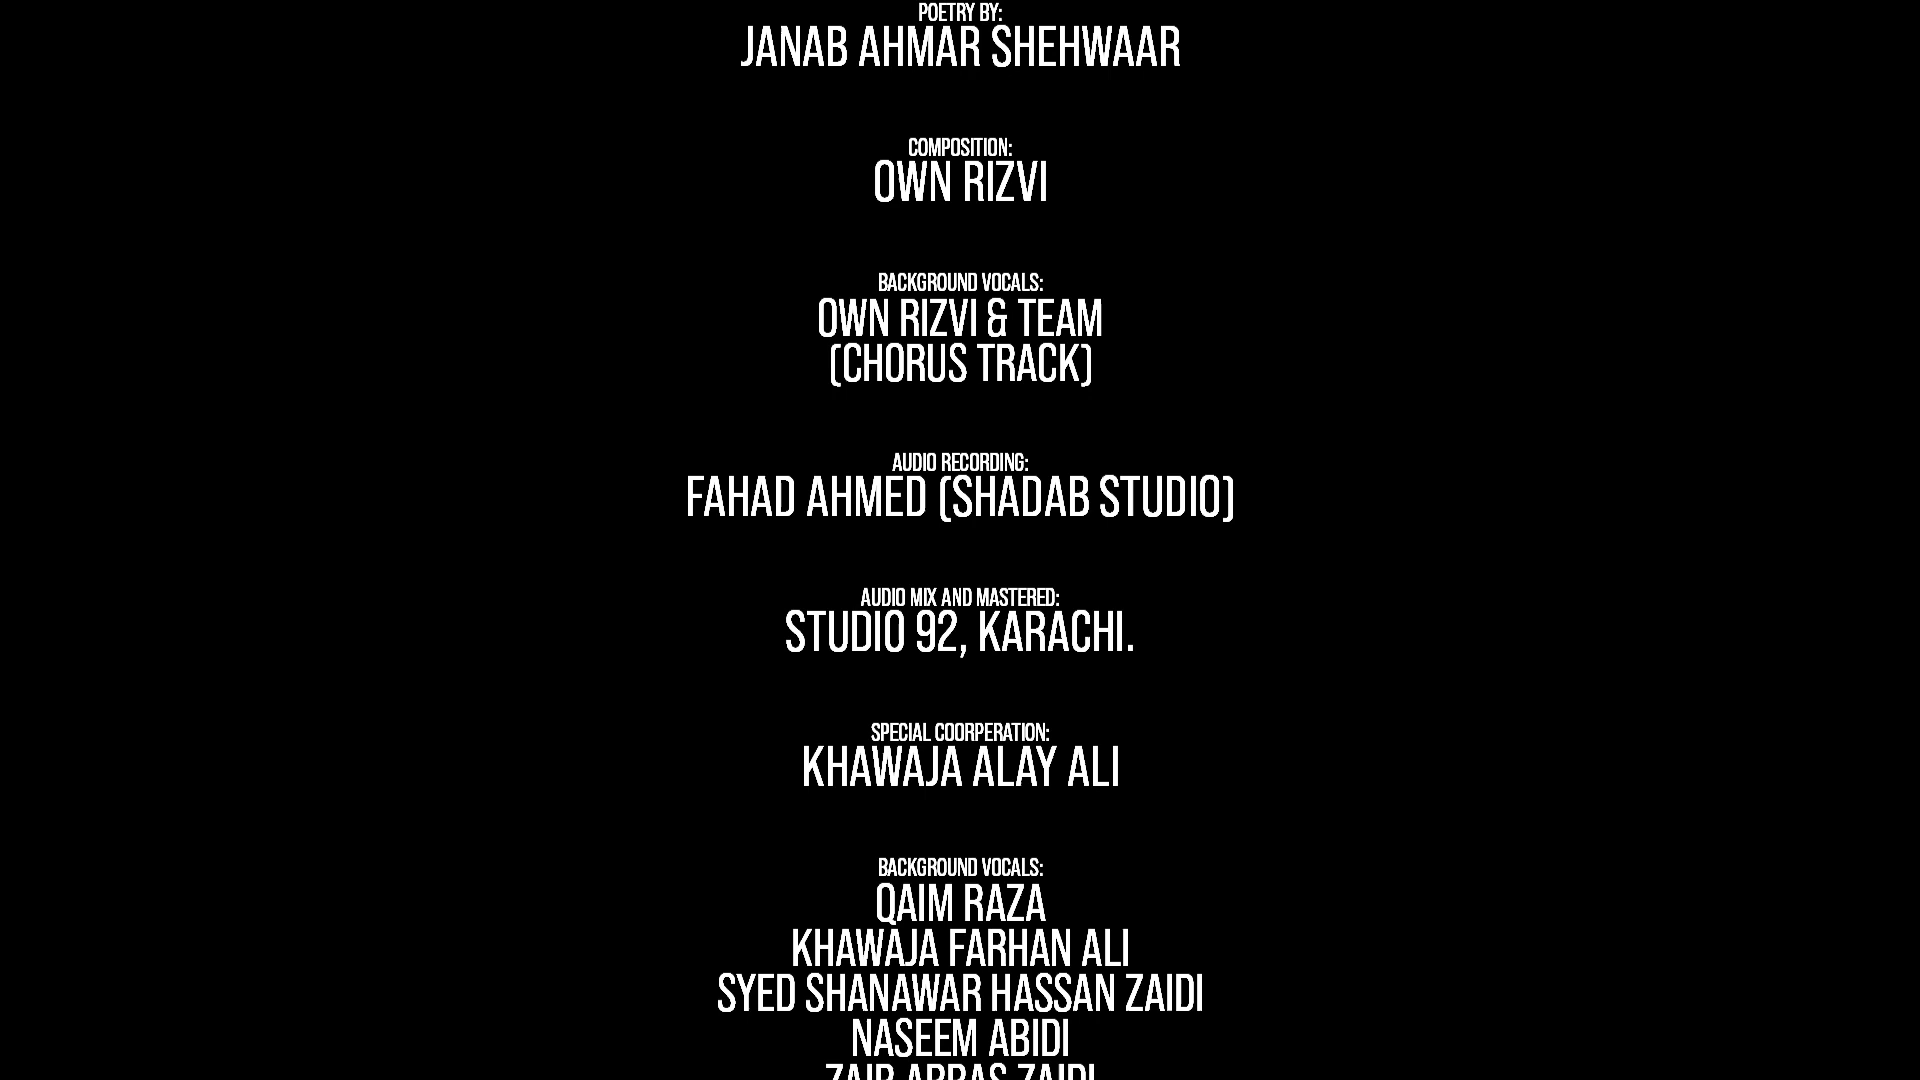 POETRY BY:
JANAB AHMAR SHEHWAAR
COMPOSITION:
OWN RIZVI
BACKGROUND VOCALS:
OWN RIZVI & TEAM
(CHORUS TRACK)
AUDIO RECORDING:
FAHAD AHMED (SHADAB STUDIO)
AUDIO MIX AND MASTERED:
STUDIO 92, KARACHI.
SPECIAL COORPERATION:
KHAWAJA ALAY ALI
BACKGROUND VOCALS:
QAIM RAZA
KHAWAJA FARHAN ALI
SYED SHANAWAR HASSAN ZAIDI
NASEEM ABIDI
ABBAS ZAIDI